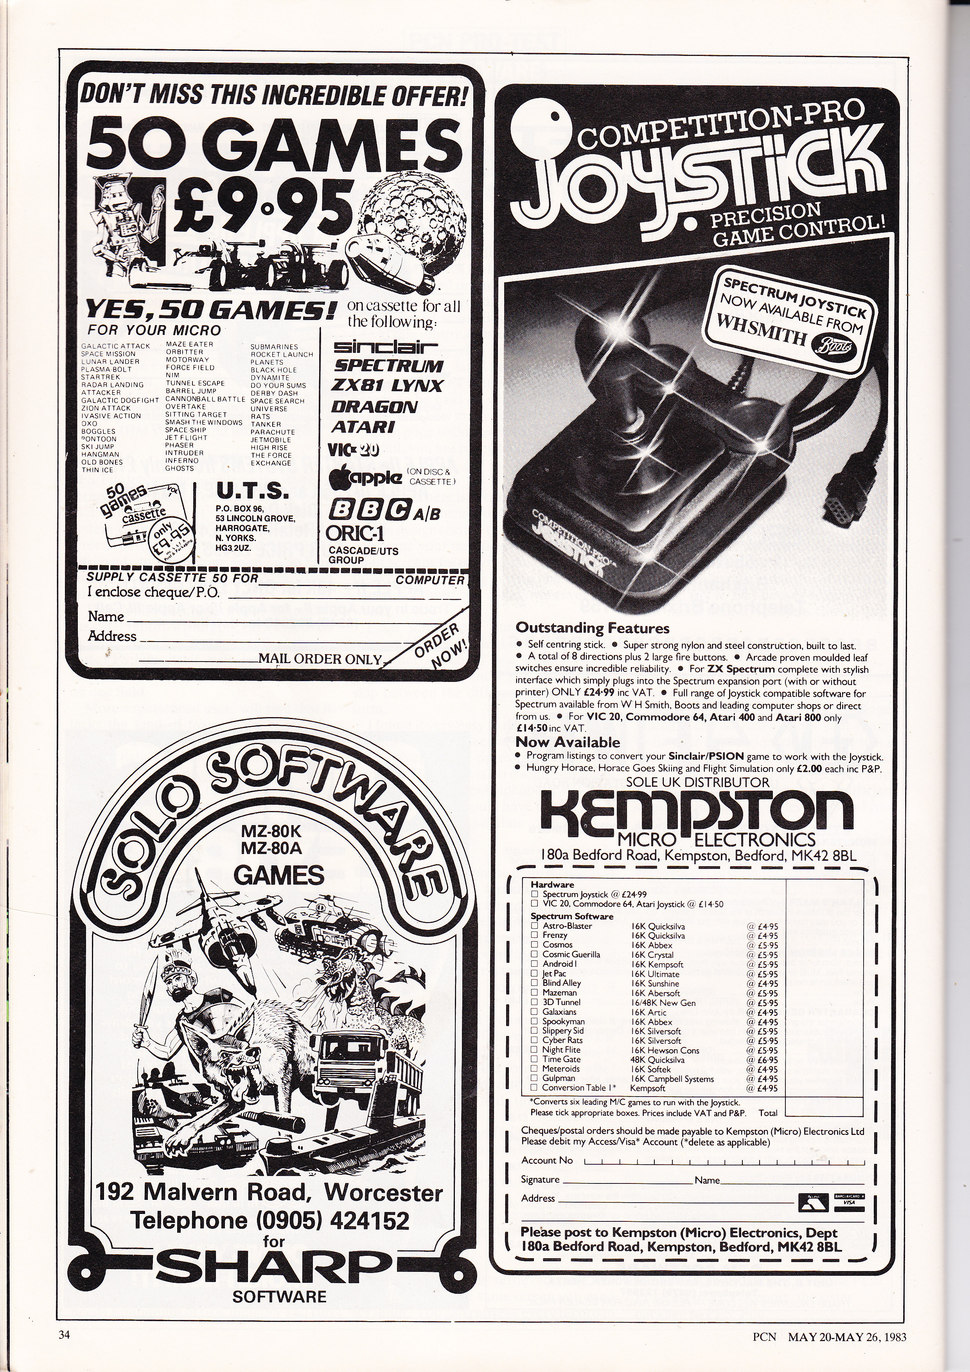 DON'T MISS THIS INCREDIBLE OFFER!
50 GAMES
£9·95
YES, 50 GAMES!
on cassette for all
the following:
FOR YOUR MICRO
GALACTIC ATTACK
SPACE MISSION
LUNAR LANDER
PLASMA BOLT
STARTREK
RADAR LANDING
ATTACKER
GALACTIC DOGFIGHT
ZION ATTACK
IVASIVE ACTION
OXO
BOGGLES
PONTOON
SKI JUMP
HANGMAN
OLD BONES
THIN ICE
MAZE EATER
ORBITTER
MOTORWAY
FORCE FIELD
NIM
TUNNEL ESCAPE
BARREL JUMP
CANNONBALL BATTLE
OVERTAKE
SITTING TARGET
SMASH THE WINDOWS
SPACE SHIP
JET FLIGHT
PHASER
INTRUDER
INFERNO
GHOSTS
SUBMARINES
ROCKET LAUNCH
PLANETS
BLACK HOLE
DYNAMITE
DO YOUR SUMS
DERBY DASH
SPACE SEARCH
UNIVERSE
RATS
TANKER
PARACHUTE
JETMOBILE
HIGH RISE
THE FORCE
EXCHANGE
sinclair
SPECTRUM
ZX81 LYNX
DRAGON
ATARI
VIC 20
apple (ON DISC &
CASSETTE.)
BBC A/B
ORIC-1
CASCADE/UTS
GROUP
50
games
cassette
only
£9-95
U.T.S.
P.O. BOX 96,
53 LINCOLN GROVE,
HARROGATE,
N. YORKS.
HG3 2UZ.
SUPPLY CASSETTE 50 FOR COMPUTER
I enclose cheque/P.O.
Name
Address
MAIL ORDER ONLY
ORDER
NOW!
SOLO SOFTWARE
MZ-80K
MZ-80A
GAMES
192 Malvern Road, Worcester
Telephone (0905) 424152
for
SHARP
SOFTWARE
COMPETITION-PRO
JOYSTICK
PRECISION
GAME CONTROL!
SPECTRUM JOYSTICK
NOW AVAILABLE FROM
WHSMITH Boots
COMPETITION-PRO
JOYSTICK
Outstanding Features
● Self centring stick. ● Super strong nylon and steel construction, built to last.
● A total of 8 directions plus 2 large fire buttons. ● Arcade proven moulded leaf
switches ensure incredible reliability. ● For ZX Spectrum complete with stylish
interface which simply plugs into the Spectrum expansion port (with or without
printer) ONLY £24·99 inc VAT. ● Full range of Joystick compatible software for
Spectrum available from W H Smith, Boots and leading computer shops or direct
from us. ● For VIC 20, Commodore 64, Atari 400 and Atari 800 only
£14·50 inc VAT.
Now Available
● Program listings to convert your Sinclair/PSION game to work with the Joystick.
● Hungry Horace, Horace Goes Skiing and Flight Simulation only £2.00 each inc P&P.
SOLE UK DISTRIBUTOR
KEMPSTON
MICRO ELECTRONICS
180a Bedford Road, Kempston, Bedford, MK42 8BL
Hardware
☐ Spectrum Joystick @ £24·99
☐ VIC 20, Commodore 64, Atari Joystick @ £14·50
Spectrum Software
☐ Astro-Blaster 16K Quicksilva @ £4·95
☐ Frenzy 16K Quicksilva @ £4·95
☐ Cosmos 16K Abbex @ £5·95
☐ Cosmic Guerilla 16K Crystal @ £5·95
☐ Android I 16K Kempsoft @ £5·95
☐ Jet Pac 16K Ultimate @ £5·95
☐ Blind Alley 16K Sunshine @ £4·95
☐ Mazeman 16K Abersoft @ £5·95
☐ 3D Tunnel 16/48K New Gen @ £5·95
☐ Galaxians 16K Artic @ £4·95
☐ Spookyman 16K Abbex @ £4·95
☐ Slippery Sid 16K Silversoft @ £5·95
☐ Cyber Rats 16K Silversoft @ £5·95
☐ Night Flite 16K Hewson Cons @ £5·95
☐ Time Gate 48K Quicksilva @ £6·95
☐ Meteroids 16K Softek @ £4·95
☐ Gulpman 16K Campbell Systems @ £4·95
☐ Conversion Table 1* Kempsoft @ £4·95
*Converts six leading M/C games to run with the Joystick.
Please tick appropriate boxes. Prices include VAT and P&P. Total
Cheques/postal orders should be made payable to Kempston (Micro) Electronics Ltd
Please debit my Access/Visa* Account (*delete as applicable)
Account No
Signature Name
Address
VISA
Please post to Kempston (Micro) Electronics, Dept
180a Bedford Road, Kempston, Bedford, MK42 8BL
34
PCN MAY 20-MAY 26, 1983